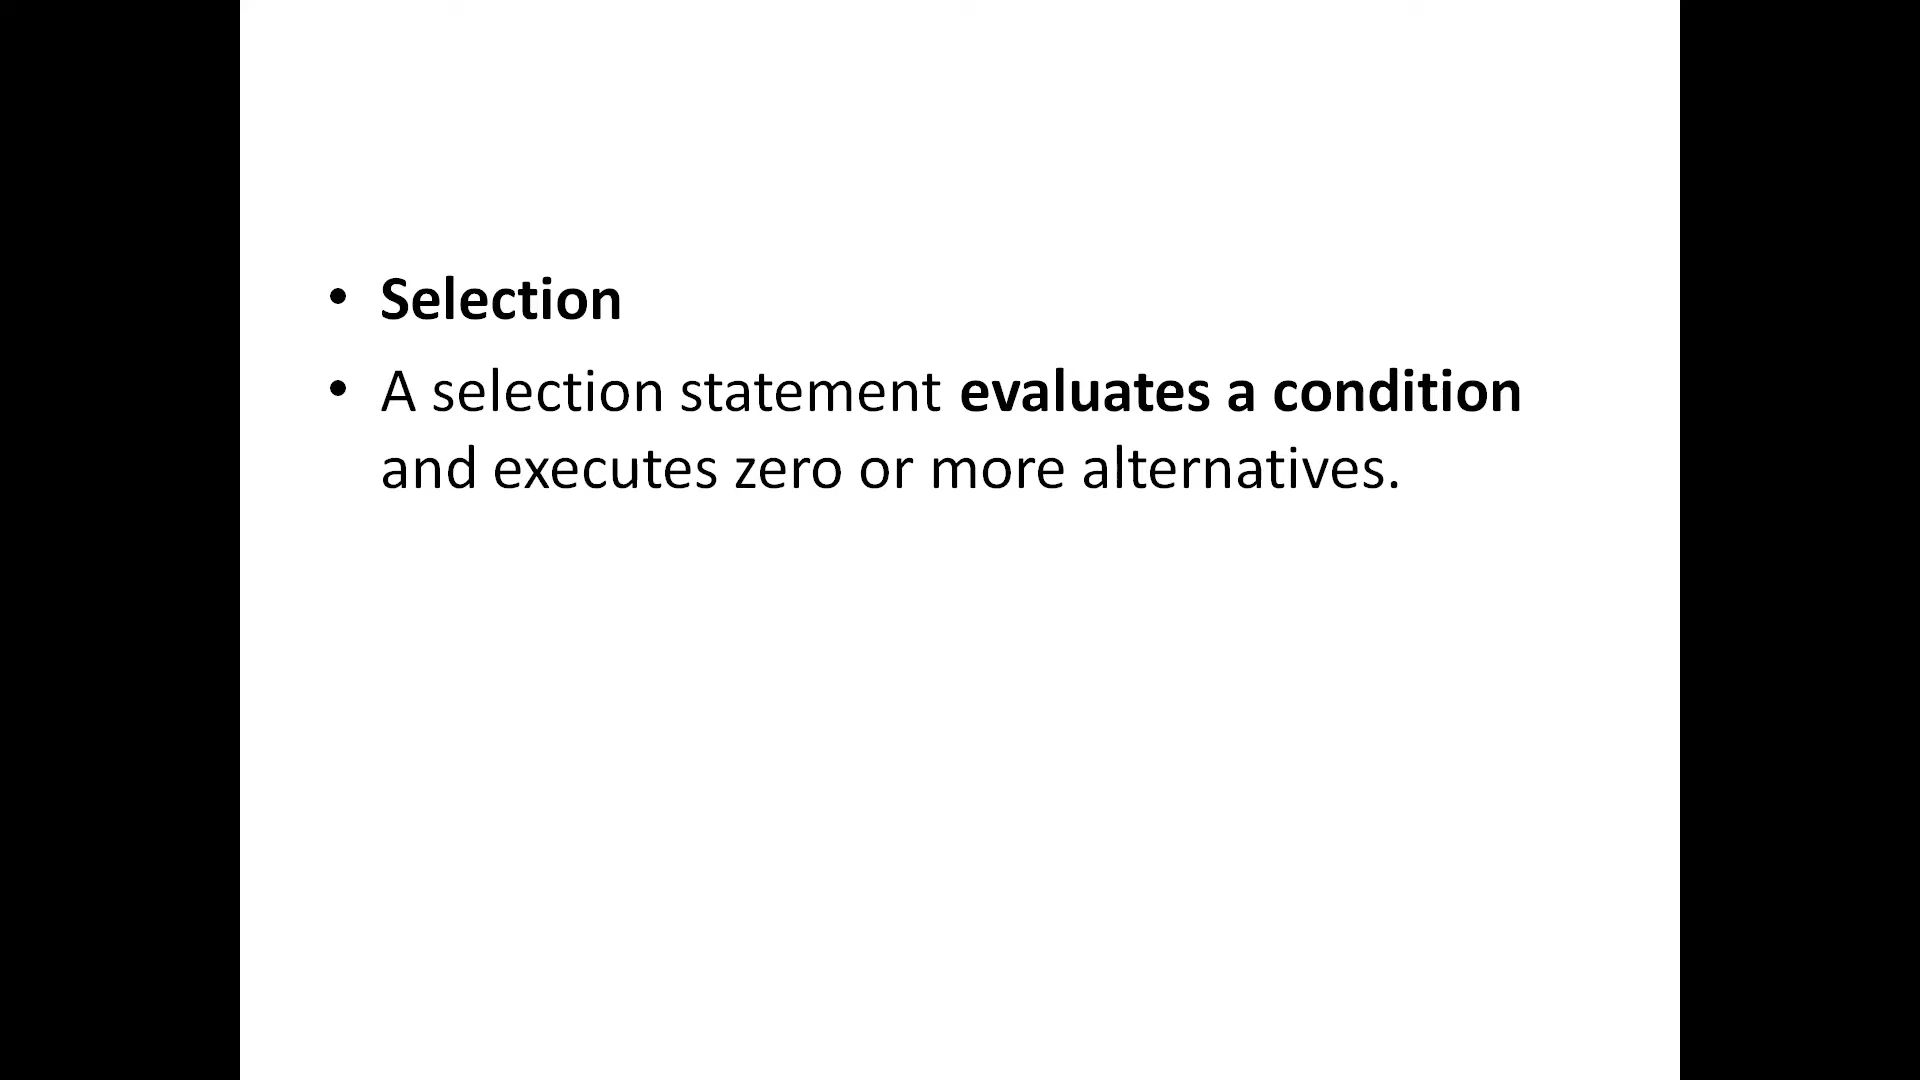 • Selection
• A selection statement evaluates a condition
and executes zero or more alternatives.